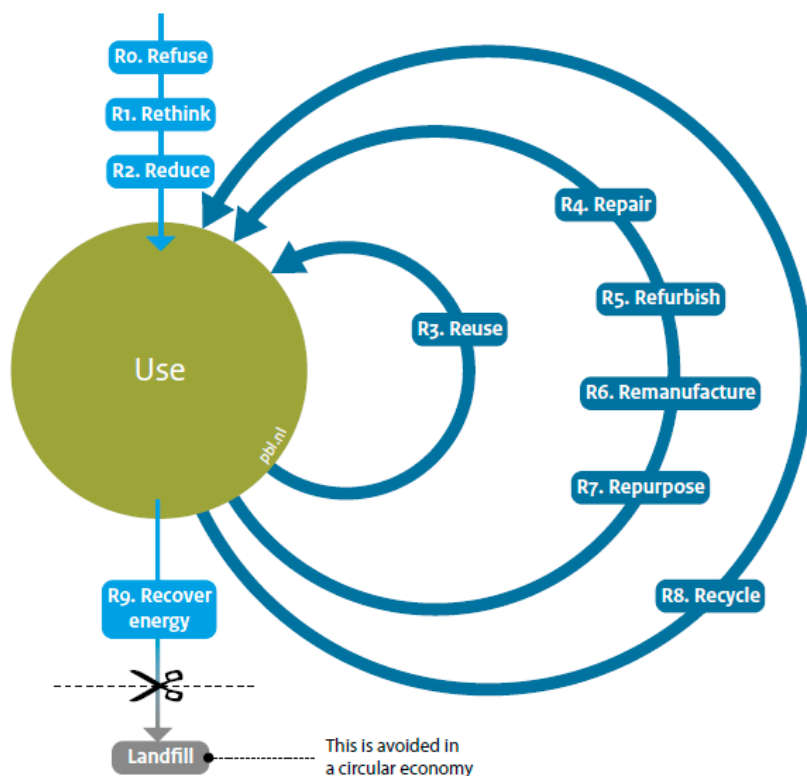 R0. Refuse
R1. Rethink
R2. Reduce
R4. Repair
R5. Refurbish
R3. Reuse
Use
R6. Remanufacture
pbl.nl
R7. Repurpose
R9. Recover
energy
R8. Recycle
Landfill
This is avoided in
a circular economy